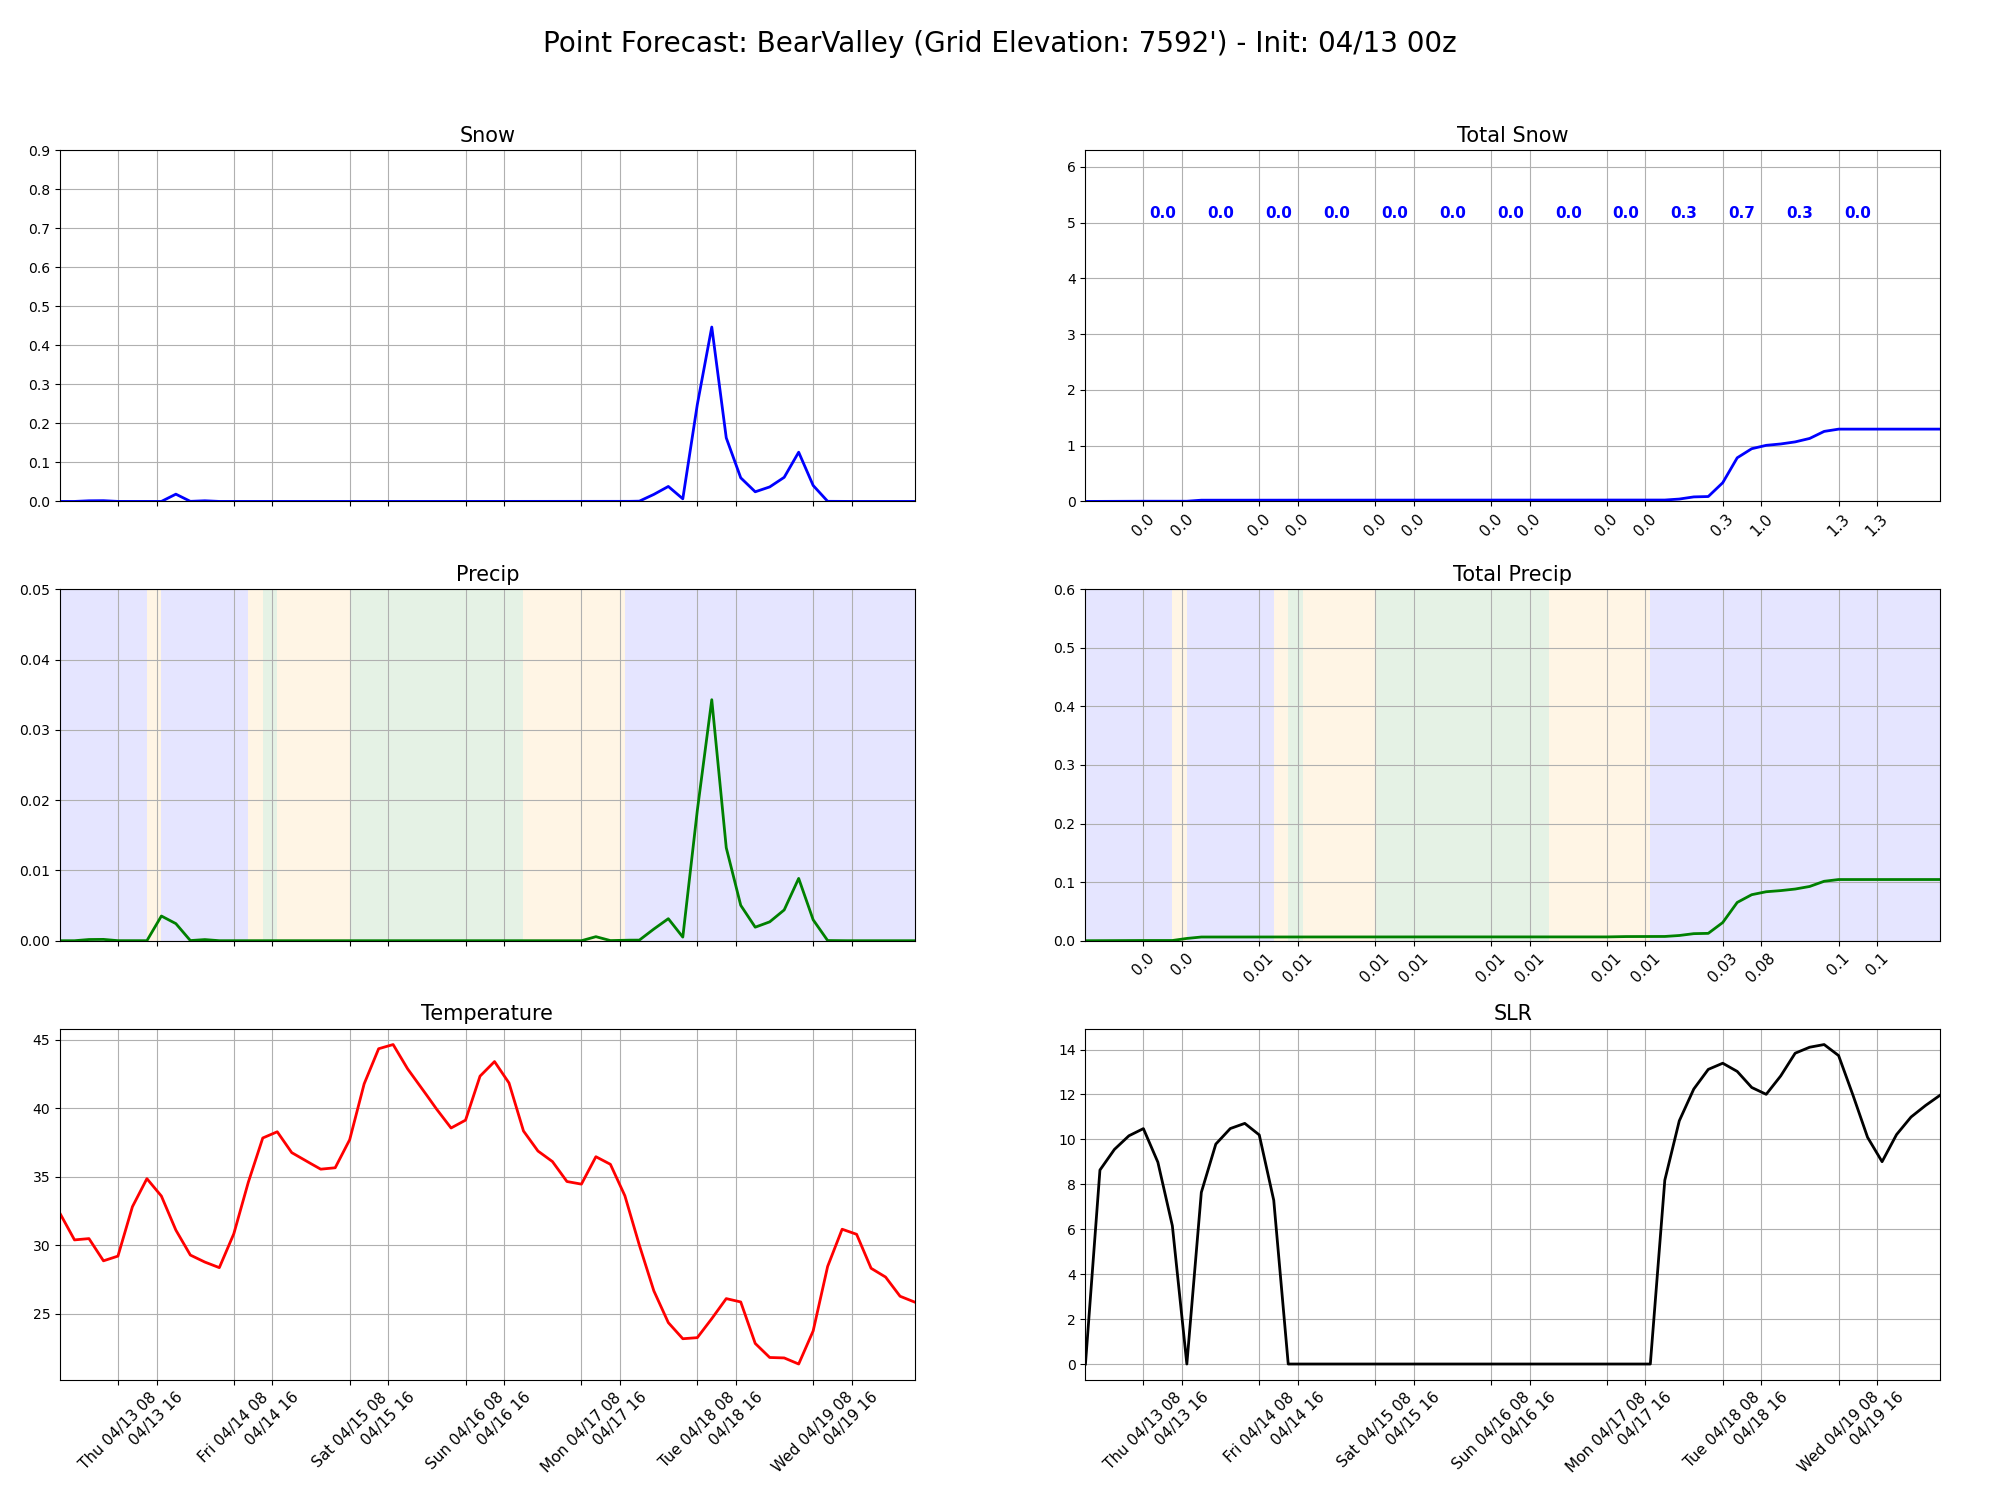 Point Forecast: BearValley (Grid Elevation: 7592') - Init: 04/13 00z
Snow
0.9
0.8
0.7
0.6
0.5
0.4
0.3
0.2
0.1
0.0
Total Snow
6
5
4
3
2
1
0
0.0 0.0 0.0 0.0 0.0 0.0 0.0 0.0 0.0 0.3 0.7 0.3 0.0
0.0 0.0 0.0 0.0 0.0 0.0 0.0 0.0 0.0 0.0 0.3 1.0 1.3 1.3
Precip
0.05
0.04
0.03
0.02
0.01
0.00
Total Precip
0.6
0.5
0.4
0.3
0.2
0.1
0.0
0.0 0.0 0.01 0.01 0.01 0.01 0.01 0.01 0.01 0.01 0.03 0.08 0.1 0.1
Temperature
45
40
35
30
25
Thu 04/13 08
04/13 16
Fri 04/14 08
04/14 16
Sat 04/15 08
04/15 16
Sun 04/16 08
04/16 16
Mon 04/17 08
04/17 16
Tue 04/18 08
04/18 16
Wed 04/19 08
04/19 16
SLR
14
12
10
8
6
4
2
0
Thu 04/13 08
04/13 16
Fri 04/14 08
04/14 16
Sat 04/15 08
04/15 16
Sun 04/16 08
04/16 16
Mon 04/17 08
04/17 16
Tue 04/18 08
04/18 16
Wed 04/19 08
04/19 16